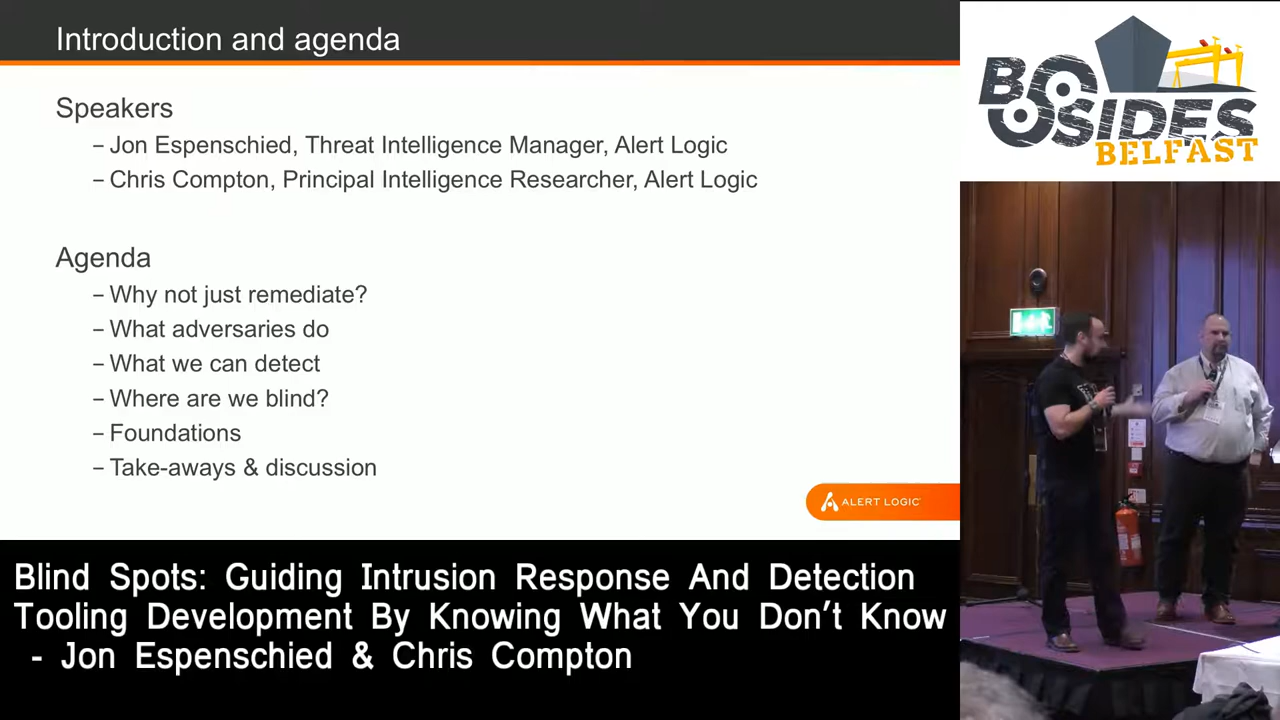 Introduction and agenda
Speakers
– Jon Espenschied, Threat Intelligence Manager, Alert Logic
– Chris Compton, Principal Intelligence Researcher, Alert Logic
Agenda
– Why not just remediate?
– What adversaries do
– What we can detect
– Where are we blind?
– Foundations
– Take-aways & discussion
ALERT LOGIC
BSIDES
BELFAST
Blind Spots: Guiding Intrusion Response And Detection
Tooling Development By Knowing What You Don't Know
- Jon Espenschied & Chris Compton